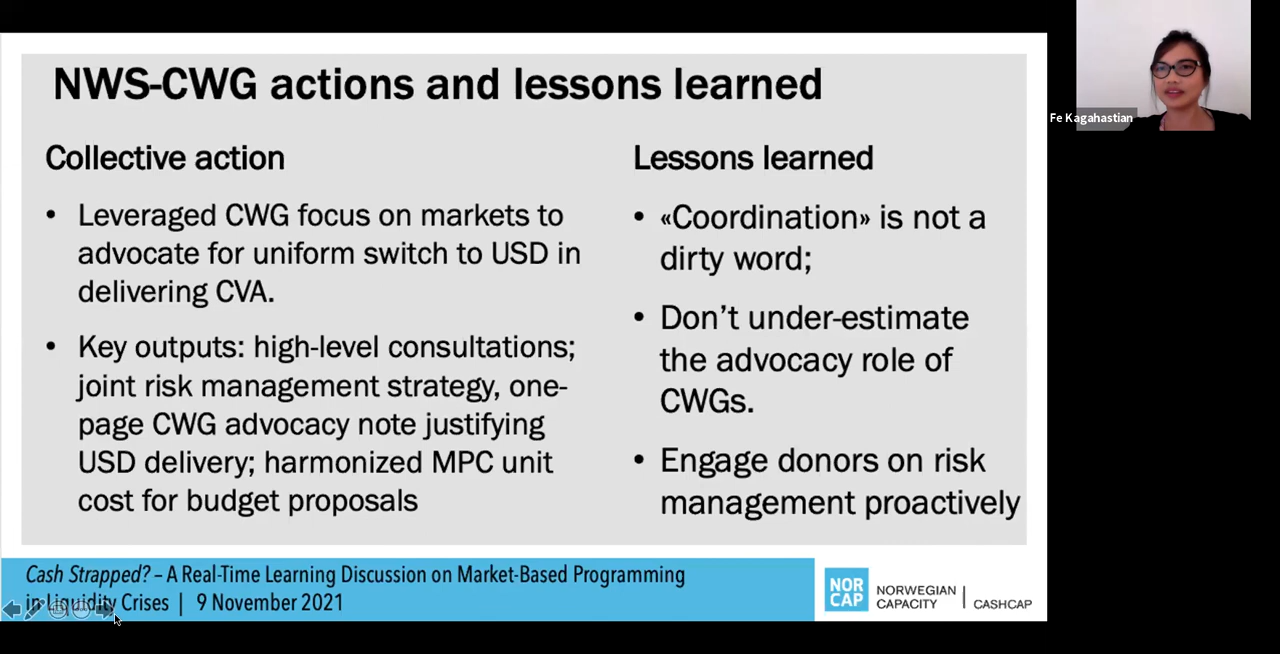 NWS-CWG actions and lessons learned
Collective action
• Leveraged CWG focus on markets to
advocate for uniform switch to USD in
delivering CVA.
• Key outputs: high-level consultations;
joint risk management strategy, one-
page CWG advocacy note justifying
USD delivery; harmonized MPC unit
cost for budget proposals
Lessons learned
• «Coordination» is not a
dirty word;
• Don’t under-estimate
the advocacy role of
CWGs.
• Engage donors on risk
management proactively
Cash Strapped? – A Real-Time Learning Discussion on Market-Based Programming
in Liquidity Crises | 9 November 2021
NOR
CAP
NORWEGIAN
CAPACITY
CASHCAP
Fe Kagahastian